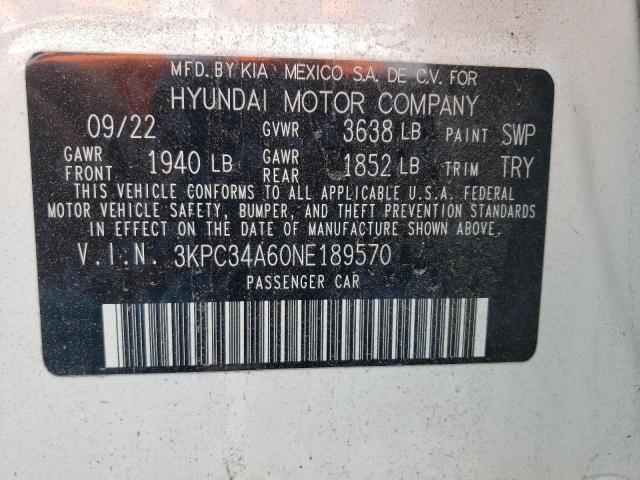 MFD. BY KIA MEXICO S.A. DE C.V. FOR
HYUNDAI MOTOR COMPANY
09/22 GVWR 3638 LB PAINT SWP
GAWR FRONT 1940 LB GAWR REAR 1852 LB TRIM TRY
THIS VEHICLE CONFORMS TO ALL APPLICABLE U.S.A. FEDERAL
MOTOR VEHICLE SAFETY, BUMPER, AND THEFT PREVENTION STANDARDS
IN EFFECT ON THE DATE OF MANUFACTURE SHOWN ABOVE.
V.I.N. 3KPC34A60NE189570
PASSENGER CAR